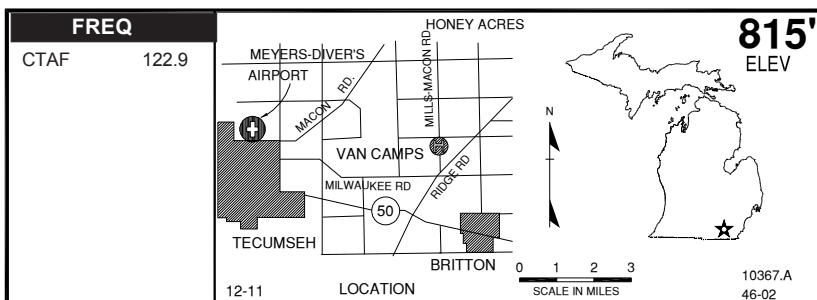 FREQ
CTAF 122.9
HONEY ACRES
MEYERS-DIVER'S
AIRPORT
MACON RD.
MILLS-MACON RD
VAN CAMPS
H
MILWAUKEE RD
RIDGE RD
50
TECUMSEH
BRITTON
12-11
LOCATION
815'
ELEV
N
0 1 2 3
SCALE IN MILES
10367.A
46-02